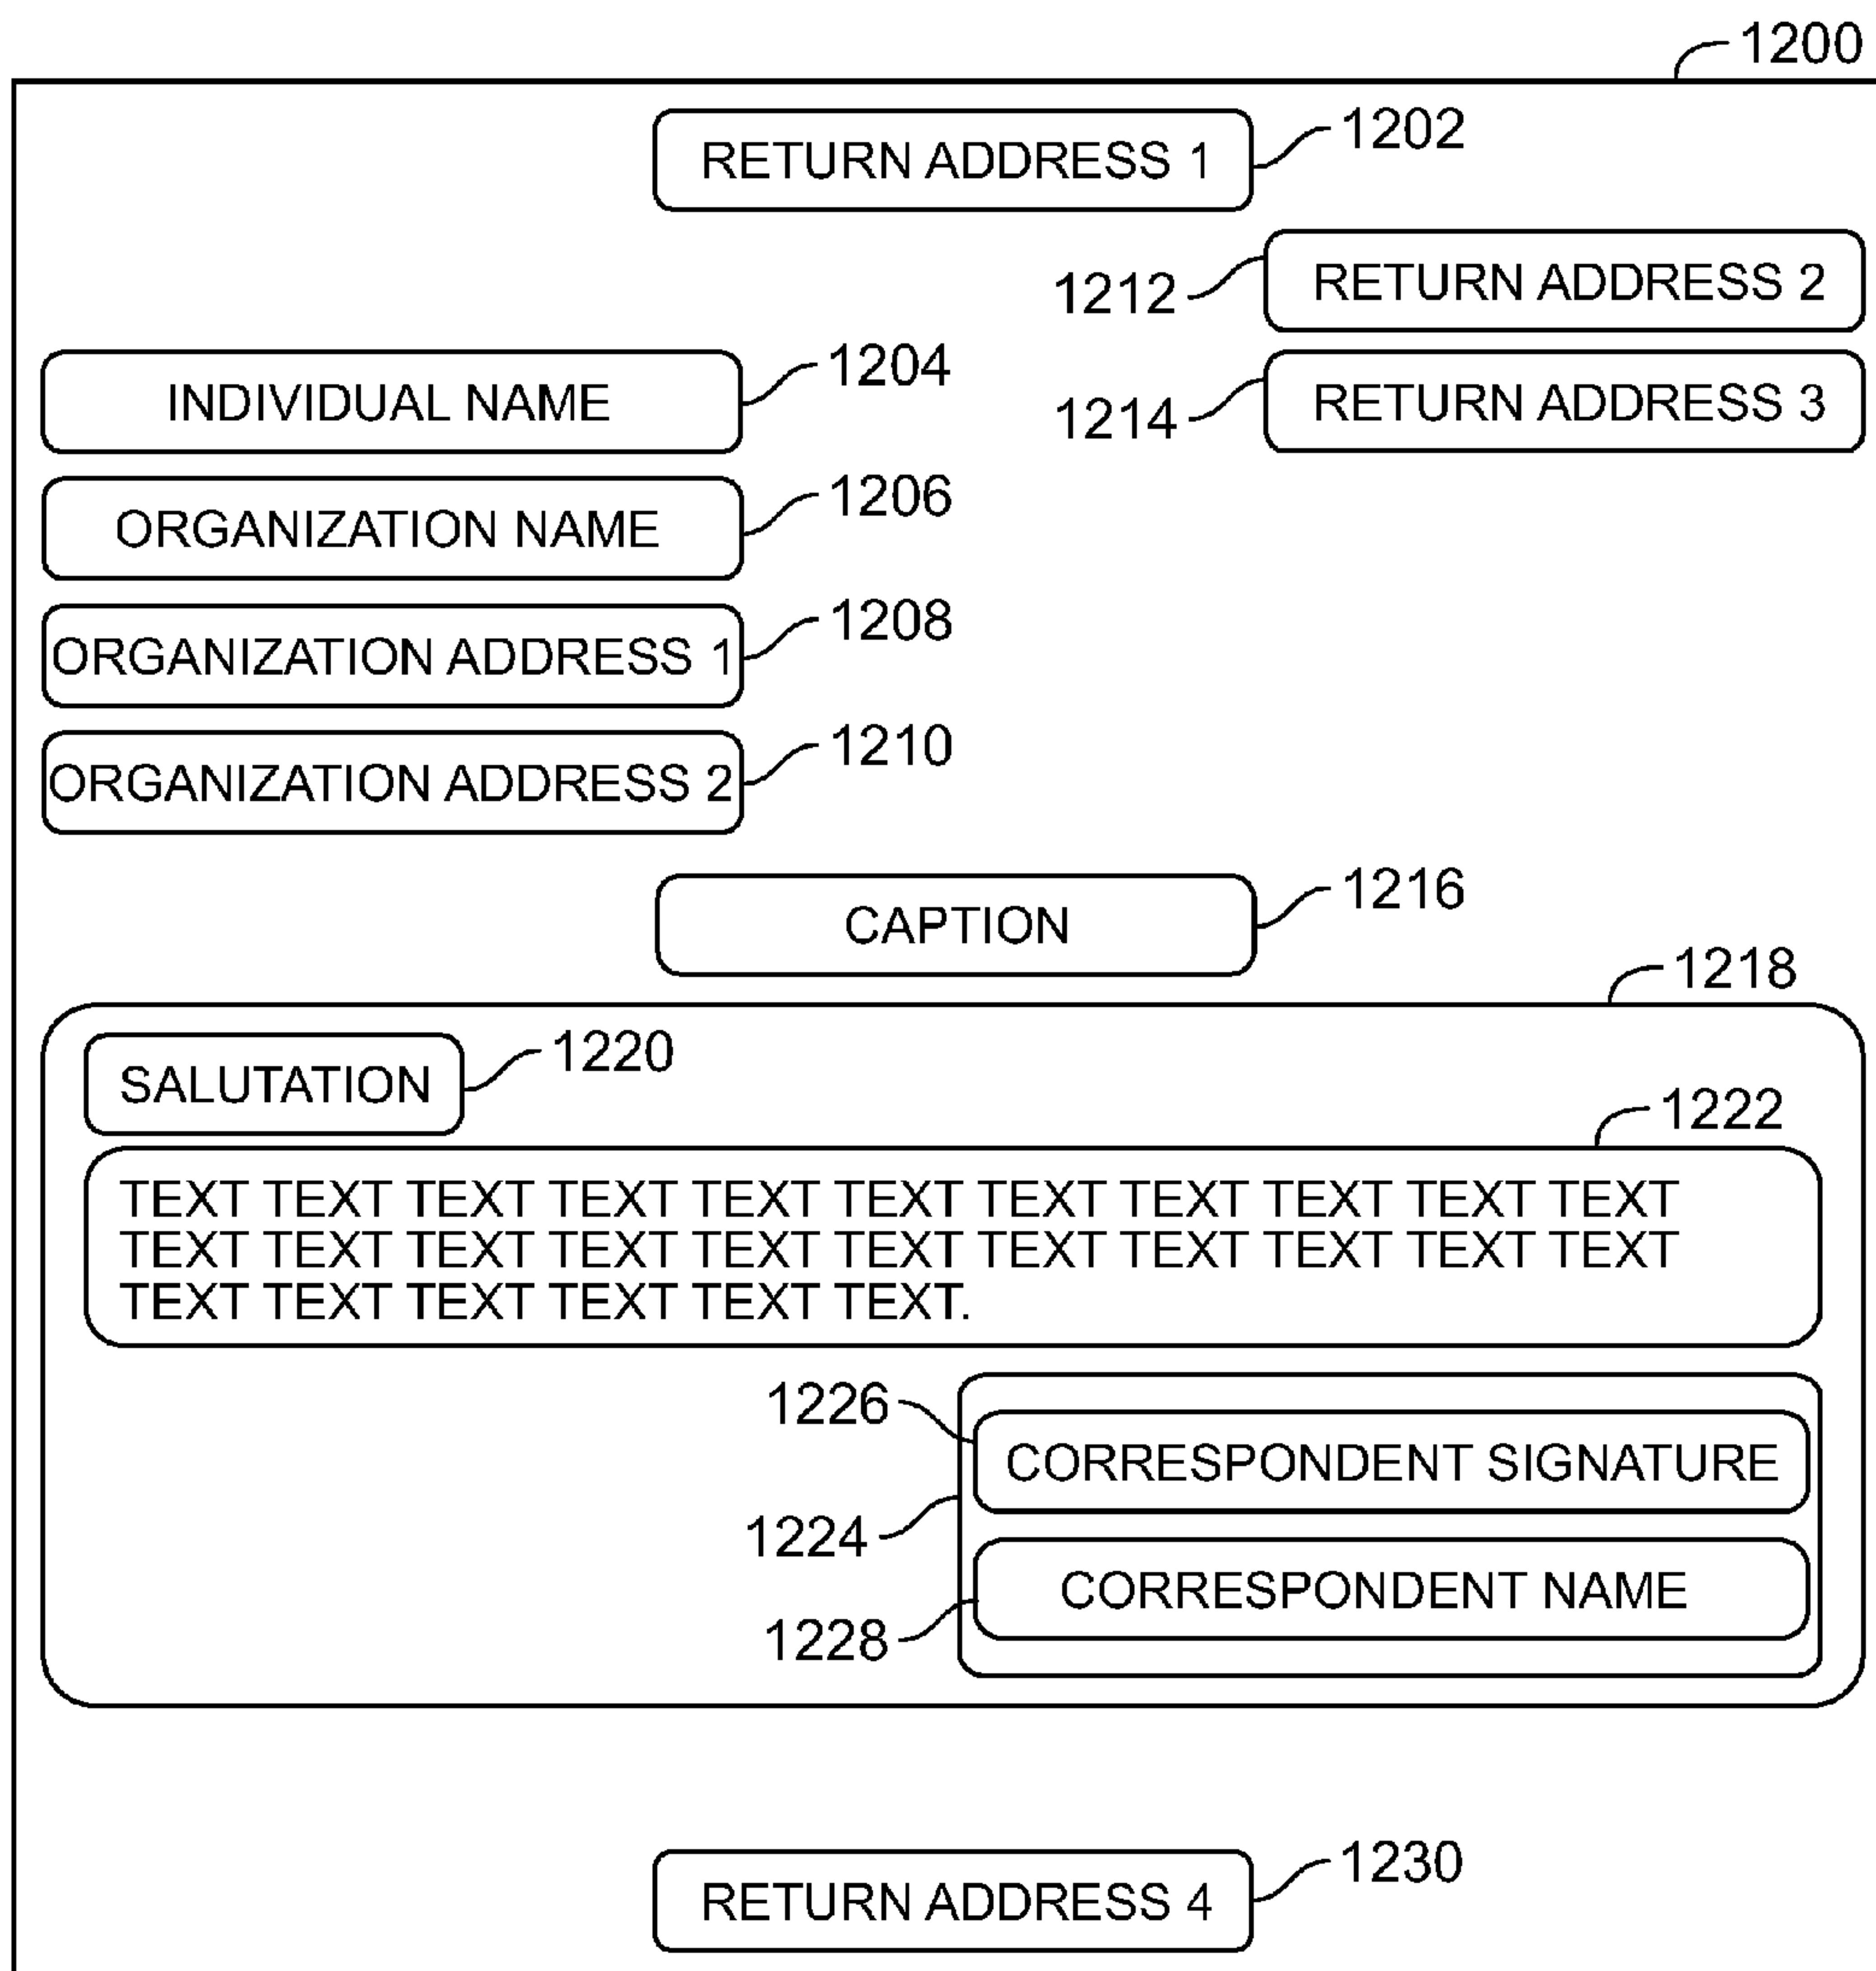 1200
RETURN ADDRESS 1
1202
1212
RETURN ADDRESS 2
INDIVIDUAL NAME
1204
1214
RETURN ADDRESS 3
ORGANIZATION NAME
1206
ORGANIZATION ADDRESS 1
1208
ORGANIZATION ADDRESS 2
1210
CAPTION
1216
1218
SALUTATION
1220
1222
TEXT TEXT TEXT TEXT TEXT TEXT TEXT TEXT TEXT TEXT TEXT
TEXT TEXT TEXT TEXT TEXT TEXT TEXT TEXT TEXT TEXT TEXT
TEXT TEXT TEXT TEXT TEXT TEXT.
1226
CORRESPONDENT SIGNATURE
1224
CORRESPONDENT NAME
1228
RETURN ADDRESS 4
1230